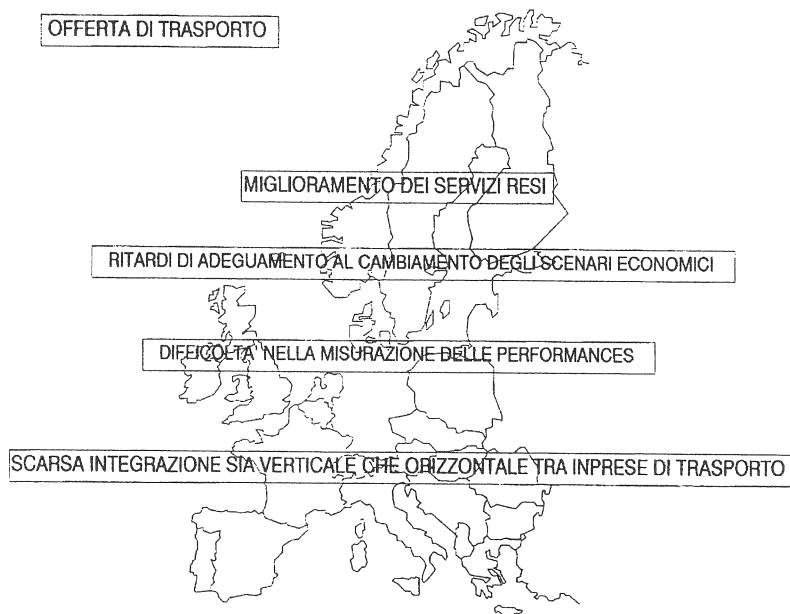 OFFERTA DI TRASPORTO
MIGLIORAMENTO DEI SERVIZI RESI
RITARDI DI ADEGUAMENTO AL CAMBIAMENTO DEGLI SCENARI ECONOMICI
DIFFICOLTA' NELLA MISURAZIONE DELLE PERFORMANCES
SCARSA INTEGRAZIONE SIA VERTICALE CHE ORIZZONTALE TRA INPRESE DI TRASPORTO